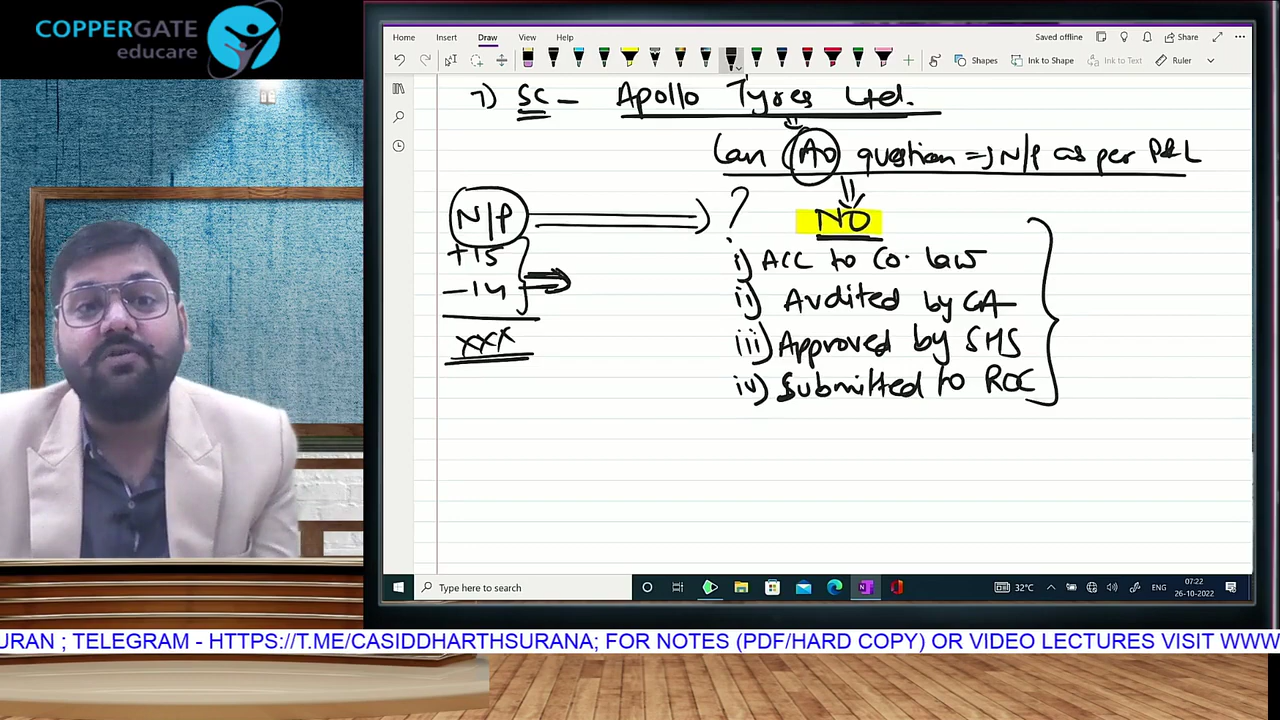 COPPERGATE
educare
Home Insert Draw View Help
Saved offline
Share
Shapes
Ink to Shape
Ink to Text
Ruler
7) SC - Apollo Tyres Ltd.
Can AO question => N/P as per P&L
?
NO
N/P
+15
-14
XXX
i) ACC to Co. law
ii) Audited by CA
iii) Approved by SHS
iv) Submitted to ROC
Type here to search
32°C
ENG
07:22
26-10-2022
URAN ; TELEGRAM - HTTPS://T.ME/CASIDDHARTHSURANA; FOR NOTES (PDF/HARD COPY) OR VIDEO LECTURES VISIT WWW